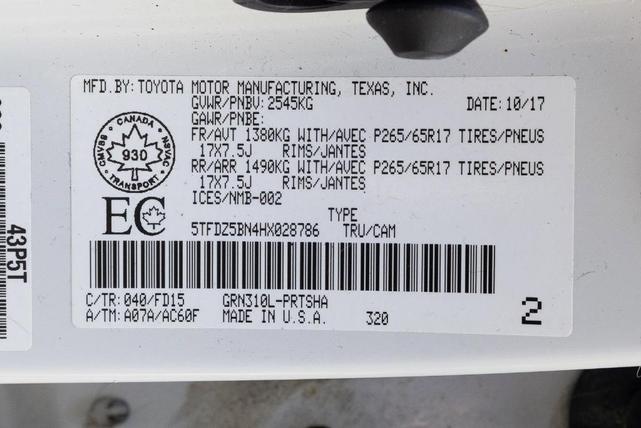 MFD.BY: TOYOTA MOTOR MANUFACTURING, TEXAS, INC.
GVWR/PNBV: 2545KG DATE: 10/17
GAWR/PNBE:
FR/AVT 1380KG WITH/AVEC P265/65R17 TIRES/PNEUS
17X7.5J RIMS/JANTES
RR/ARR 1490KG WITH/AVEC P265/65R17 TIRES/PNEUS
17X7.5J RIMS/JANTES
ICES/NMB-002
CANADA
CMVSS 930 NSVAC
TRANSPORT
EC
TYPE
5TFDZ5BN4HX028786 TRU/CAM
C/TR: 040/FD15 GRN310L-PRTSHA
A/TM: A07A/AC60F MADE IN U.S.A. 320
2
43P5T